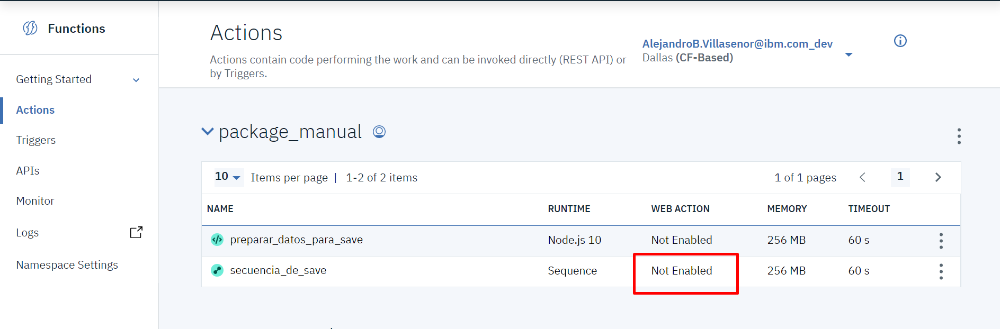 Functions
Getting Started
Actions
Triggers
APIs
Monitor
Logs
Namespace Settings
Actions
Actions contain code performing the work and can be invoked directly (REST API) or
by Triggers.
AlejandroB.Villasenor@ibm.com_dev
Dallas (CF-Based)
package_manual
10 Items per page | 1-2 of 2 items 1 of 1 pages 1
NAME RUNTIME WEB ACTION MEMORY TIMEOUT
preparar_datos_para_save Node.js 10 Not Enabled 256 MB 60 s
secuencia_de_save Sequence Not Enabled 256 MB 60 s